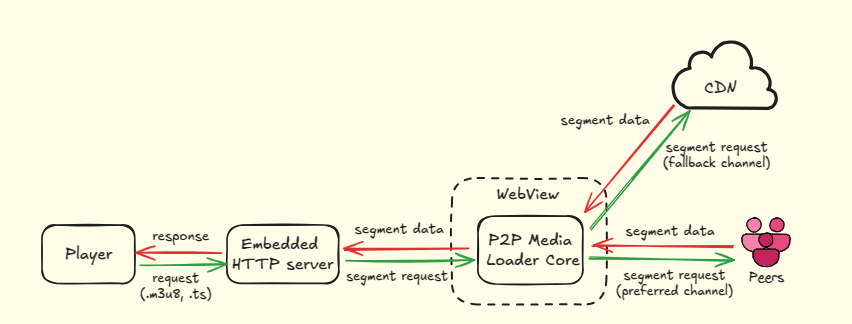 CDN
segment data
segment request
(fallback channel)
WebView
Player
response
request
(.m3u8, .ts)
Embedded
HTTP server
segment data
segment request
P2P Media
Loader Core
segment data
segment request
(preferred channel)
Peers